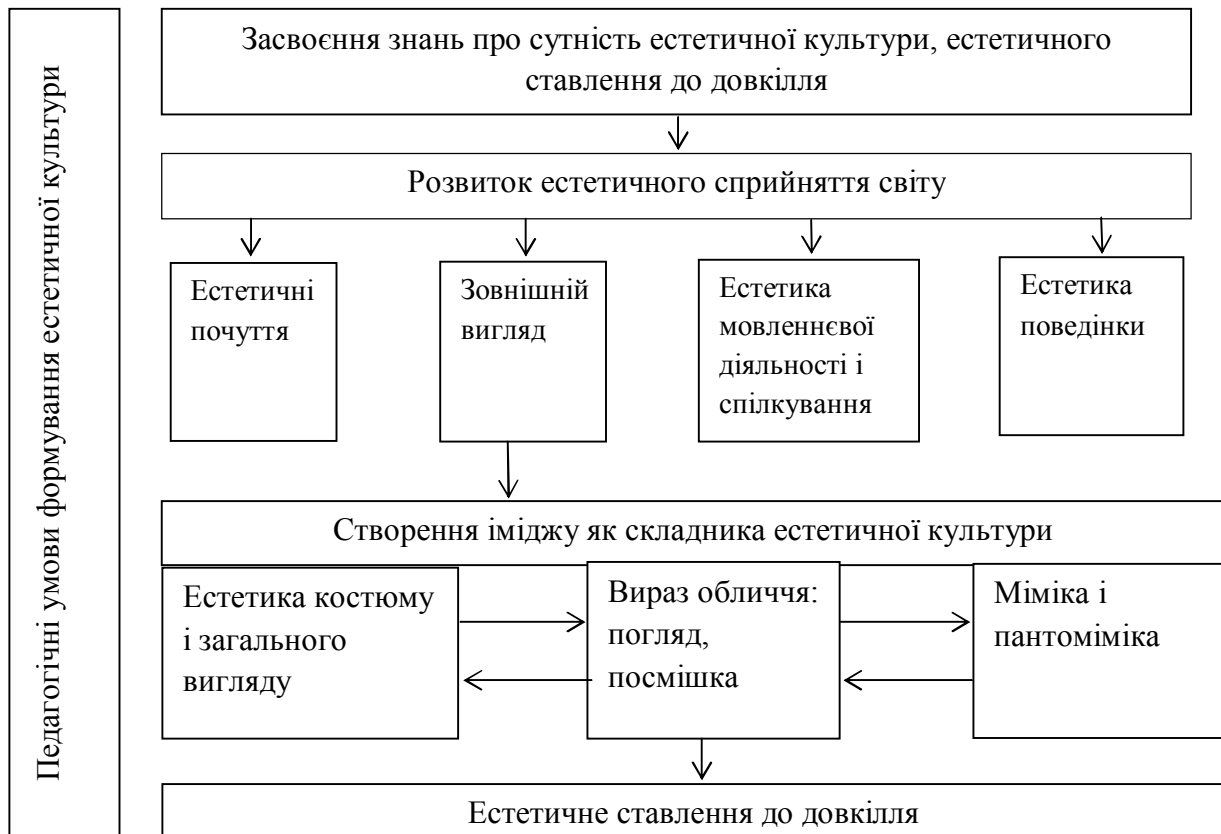 Педагогічні умови формування естетичної культури
Засвоєння знань про сутність естетичної культури, естетичного
ставлення до довкілля
Розвиток естетичного сприйняття світу
Естетичні
почуття
Зовнішній
вигляд
Естетика
мовленнєвої
діяльності і
спілкування
Естетика
поведінки
Створення іміджу як складника естетичної культури
Естетика костюму
і загального
вигляду
Вираз обличчя:
погляд,
посмішка
Міміка і
пантоміміка
Естетичне ставлення до довкілля